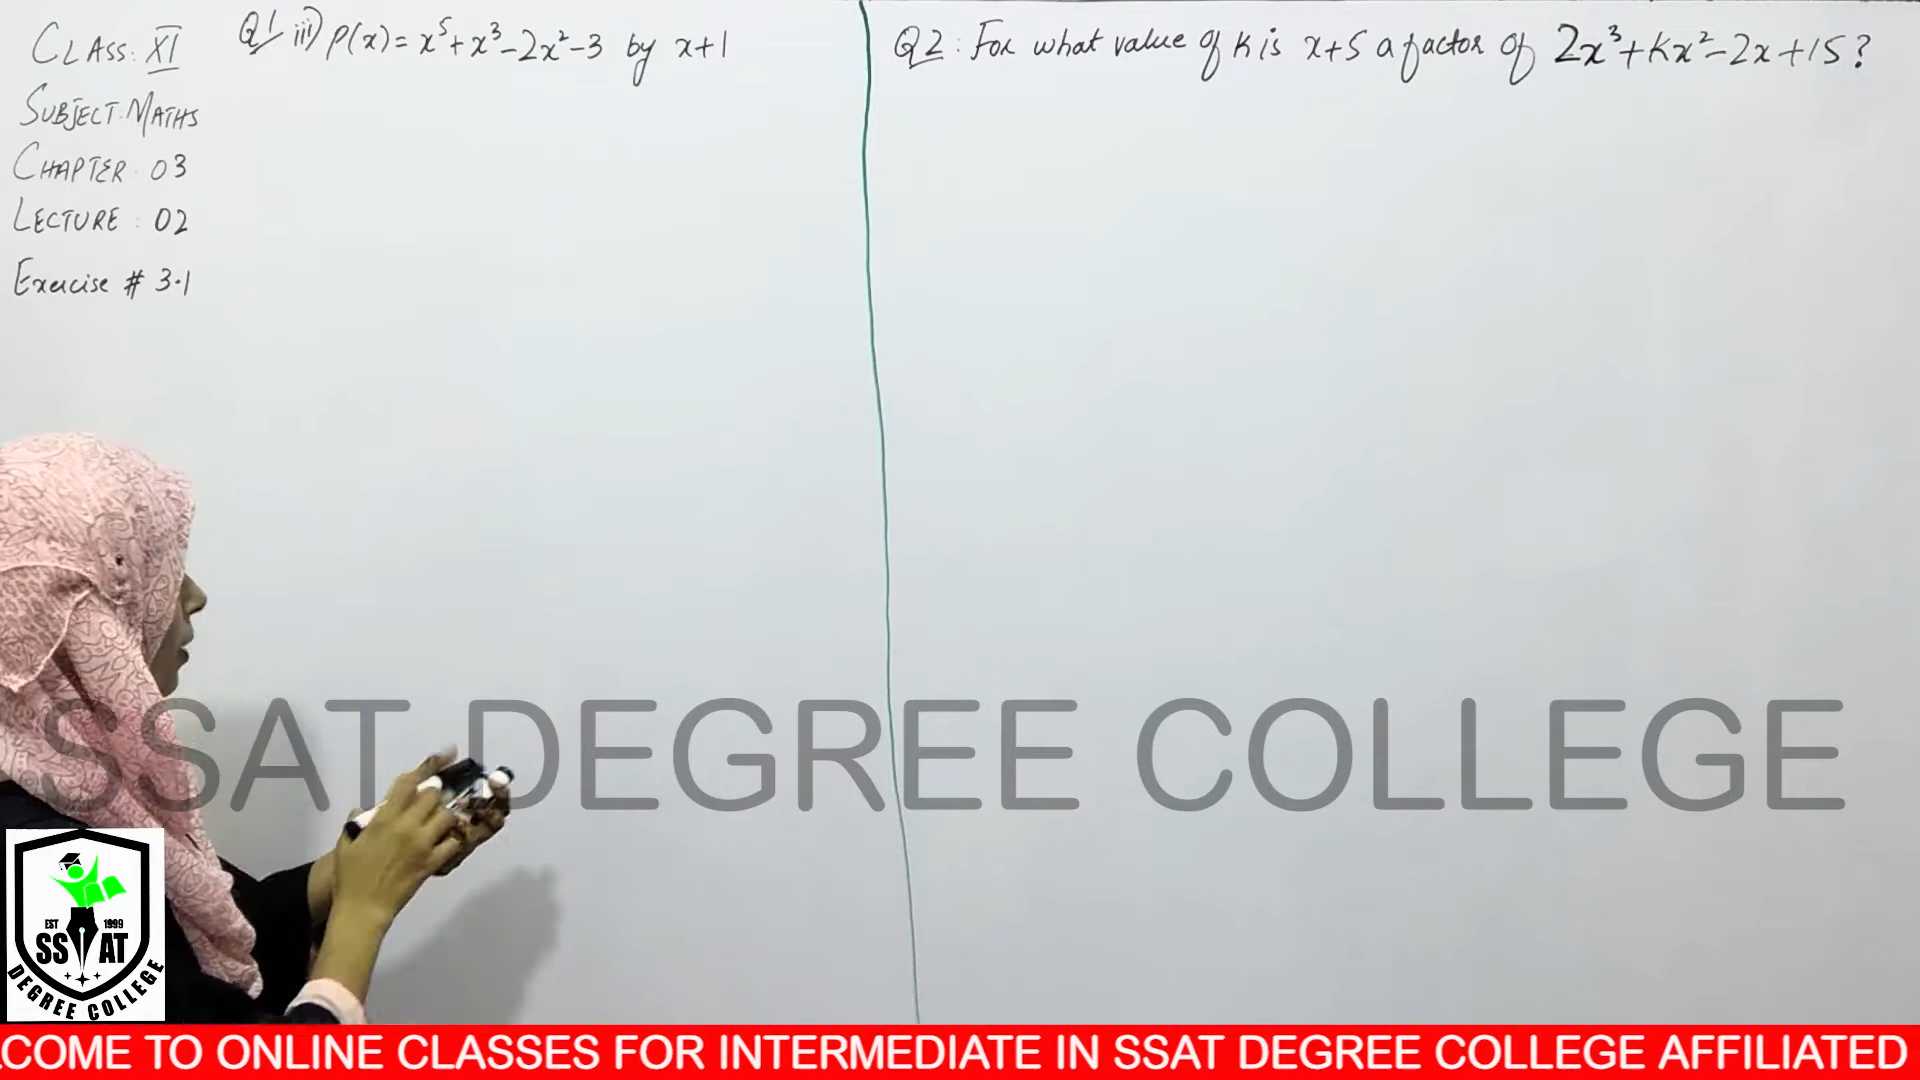 CLASS: XI
SUBJECT: MATHS
CHAPTER 03
LECTURE : 02
Exercise # 3.1
Q1 iii) P(x) = x⁵ + x³ - 2x² - 3 by x+1
Q2 : For what value of K is x+5 a factor of 2x³ + Kx² - 2x + 15 ?
SSAT DEGREE COLLEGE
EST 1999
SS AT
DEGREE COLLEGE
COME TO ONLINE CLASSES FOR INTERMEDIATE IN SSAT DEGREE COLLEGE AFFILIATED